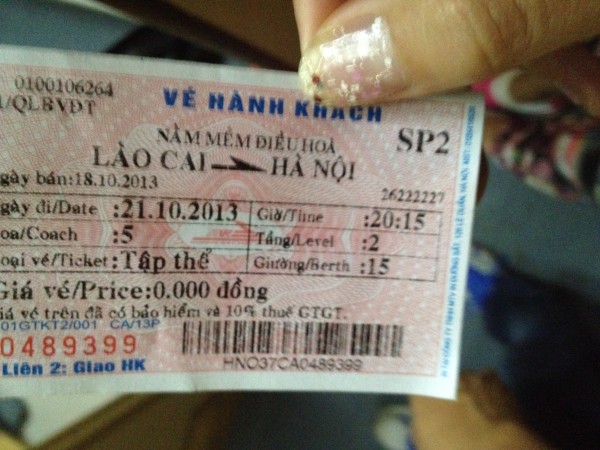 0100106264
1/QLBVĐT
VÉ HÀNH KHÁCH
NẰM MỀM ĐIỀU HOÀ
SP2
LÀO CAI HÀ NỘI
gày bán:18.10.2013
26222227
gày đi/Date :21.10.2013 Giờ/Time :20:15
oa/Coach :5 Tầng/Level :2
oại vé/Ticket :Tập thể Giường/Berth :15
Giá vé/Price:0.000 đồng
iá vé trên đã có bảo hiểm và 10% thuế GTGT.
01GTKT2/001 CA/13P
0489399
HNO37CA0489399
Liên 2: Giao HK